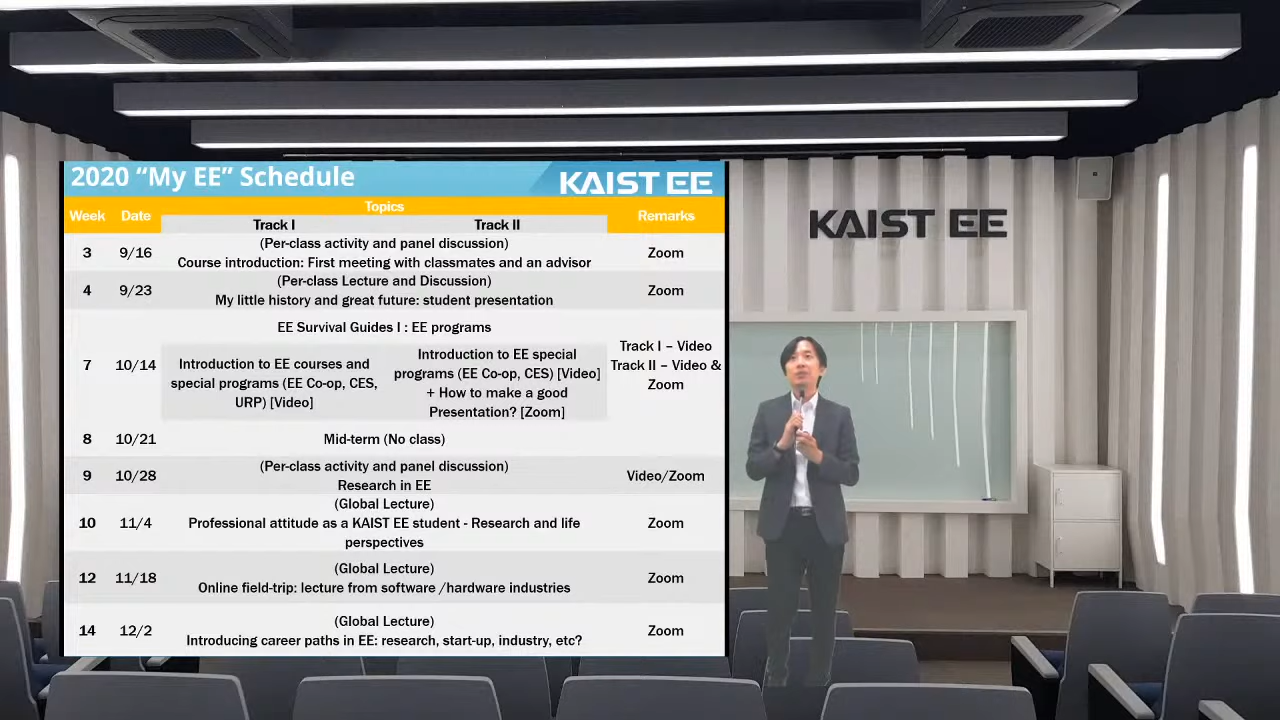 2020 “My EE” Schedule
KAIST EE
Week Date Topics Remarks
Track I Track II
3 9/16 (Per-class activity and panel discussion)
Course introduction: First meeting with classmates and an advisor Zoom
4 9/23 (Per-class Lecture and Discussion)
My little history and great future: student presentation Zoom
7 10/14 EE Survival Guides I : EE programs
Introduction to EE courses and
special programs (EE Co-op, CES,
URP) [Video]
Introduction to EE special
programs (EE Co-op, CES) [Video]
+ How to make a good
Presentation? [Zoom]
Track I – Video
Track II – Video &
Zoom
8 10/21 Mid-term (No class)
9 10/28 (Per-class activity and panel discussion)
Research in EE Video/Zoom
10 11/4 (Global Lecture)
Professional attitude as a KAIST EE student - Research and life
perspectives Zoom
12 11/18 (Global Lecture)
Online field-trip: lecture from software /hardware industries Zoom
14 12/2 (Global Lecture)
Introducing career paths in EE: research, start-up, industry, etc? Zoom
KAIST EE